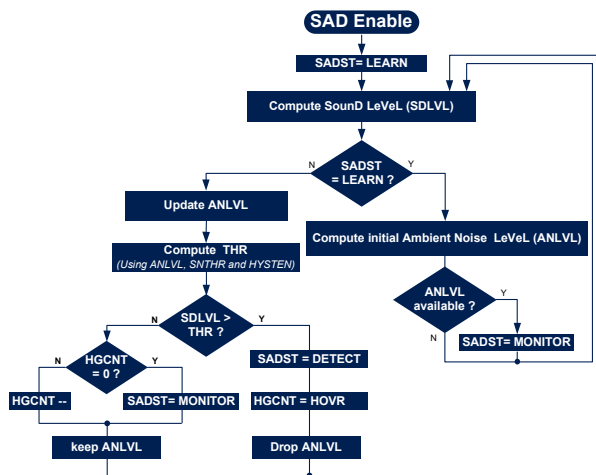 SAD Enable
SADST= LEARN
Compute SounD LeVeL (SDLVL)
N
SADST
= LEARN ?
Y
Update ANLVL
Compute THR
(Using ANLVL, SNTHR and HYSTEN)
Compute initial Ambient Noise LeVeL (ANLVL)
ANLVL
available ?
Y
N
SADST= MONITOR
N
SDLVL >
THR ?
Y
N
HGCNT
= 0 ?
Y
SADST = DETECT
HGCNT --
SADST= MONITOR
HGCNT = HOVR
keep ANLVL
Drop ANLVL